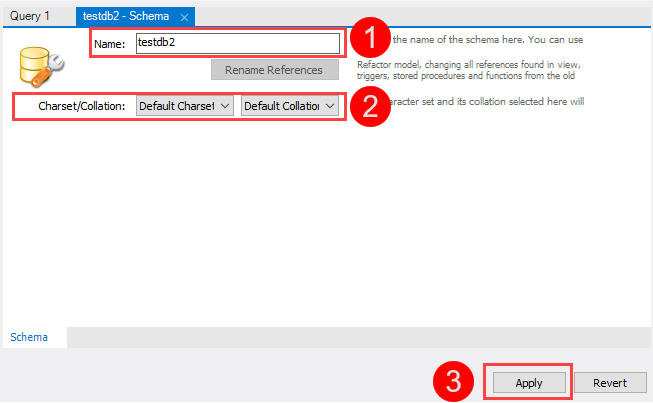 Query 1
testdb2 - Schema ×
Name: testdb2
1
the name of the schema here. You can use
Rename References
Refactor model, changing all references found in view,
triggers, stored procedures and functions from the old
Charset/Collation: Default Charset Default Collation
2
aracter set and its collation selected here will
Schema
3
Apply
Revert